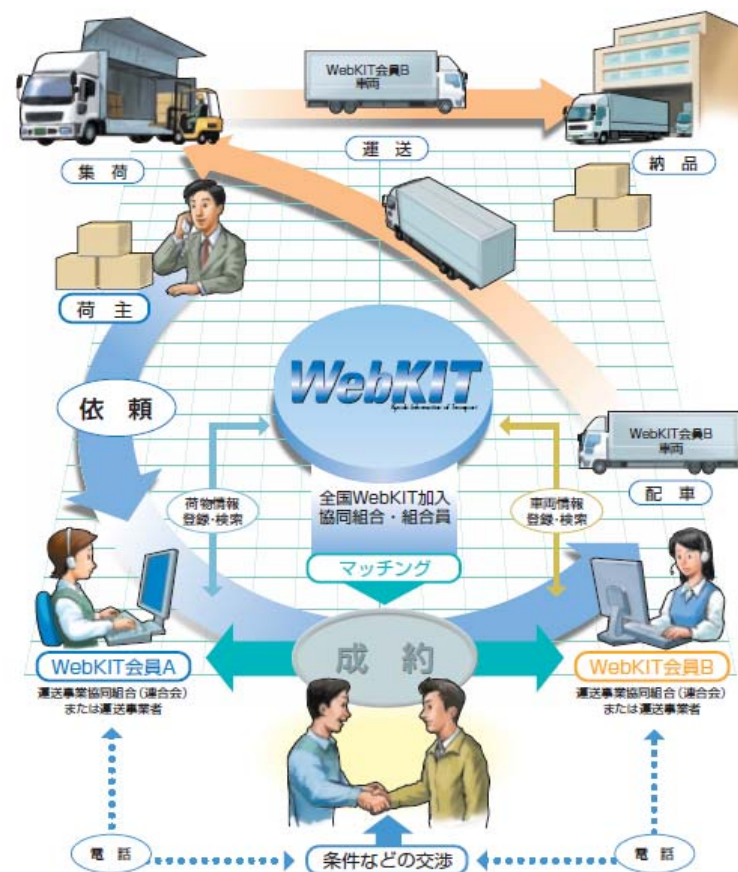 WebKIT会員B
車両
集　荷
運　送
納　品
荷　主
WebKIT
依　頼
WebKIT会員B
車両
配　車
荷物情報
登録・検索
全国WebKIT加入
協同組合・組合員
車両情報
登録・検索
マッチング
成　約
WebKIT会員A
運送事業協同組合(連合会)
または運送事業者
WebKIT会員B
運送事業協同組合(連合会)
または運送事業者
電　話
条件などの交渉
電　話